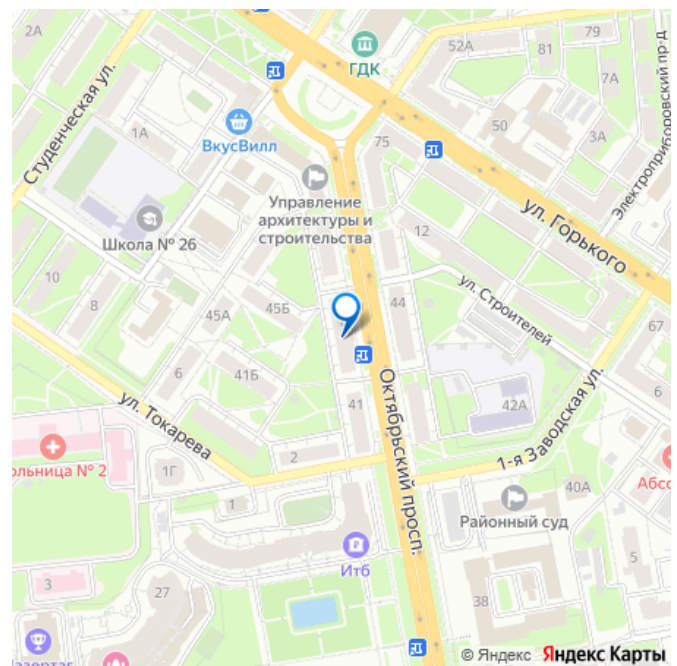 2А
52А
81
79
ГДК
7А
Электроприборовский пр-д
Студенческая ул.
1А
ВкусВилл
75
50
3А
Управление
архитектуры и
строительства
Школа № 26
12
ул. Горького
10
8
45А
45Б
44
ул. Строителей
67
6
41Б
6
ул. Токарева
41
42А
1-я Заводская ул.
Октябрьский просп.
ольница № 2
1Г
2
1
Абсо
40А
Районный суд
Итб
5
3
27
38
азертаг
© Яндекс Яндекс Карты